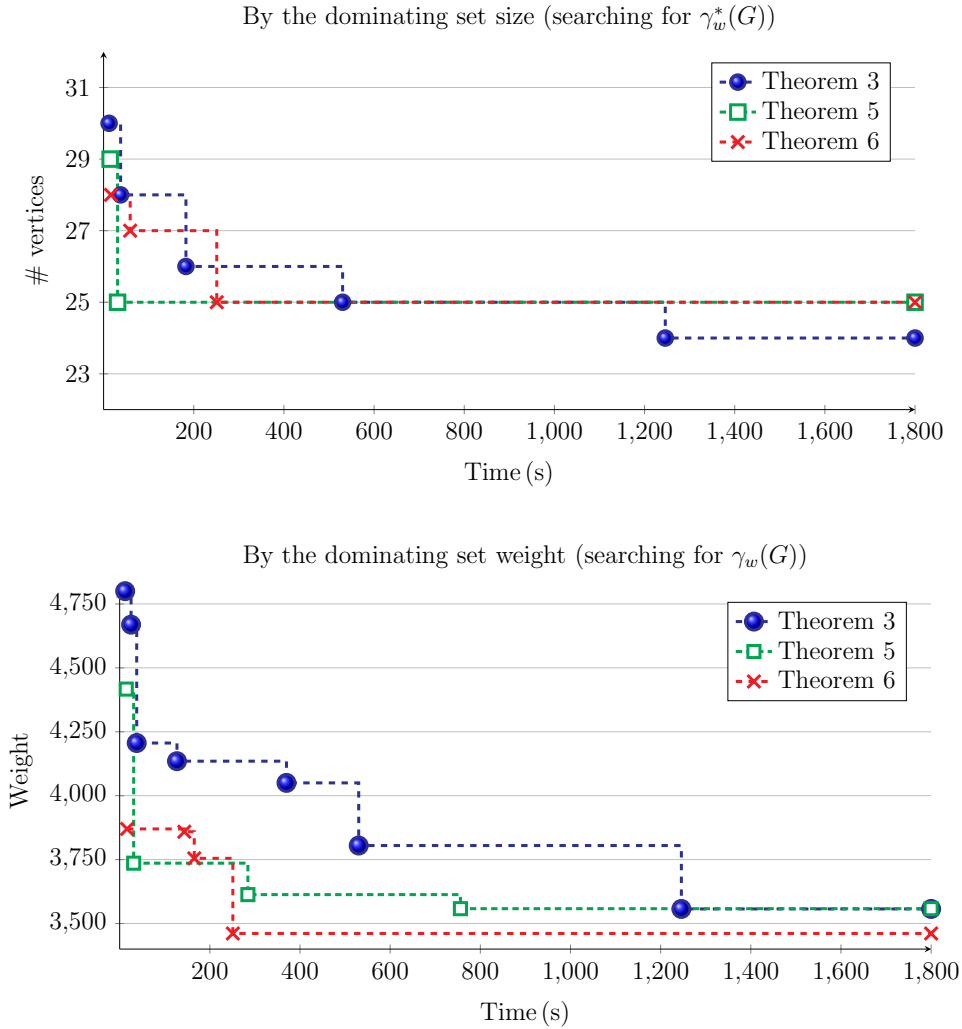 By the dominating set size (searching for γ*w(G))
31
29
27
25
23
# vertices
Theorem 3
Theorem 5
Theorem 6
200 400 600 800 1,000 1,200 1,400 1,600 1,800
Time (s)
By the dominating set weight (searching for γw(G))
4,750
4,500
4,250
4,000
3,750
3,500
Weight
Theorem 3
Theorem 5
Theorem 6
200 400 600 800 1,000 1,200 1,400 1,600 1,800
Time (s)